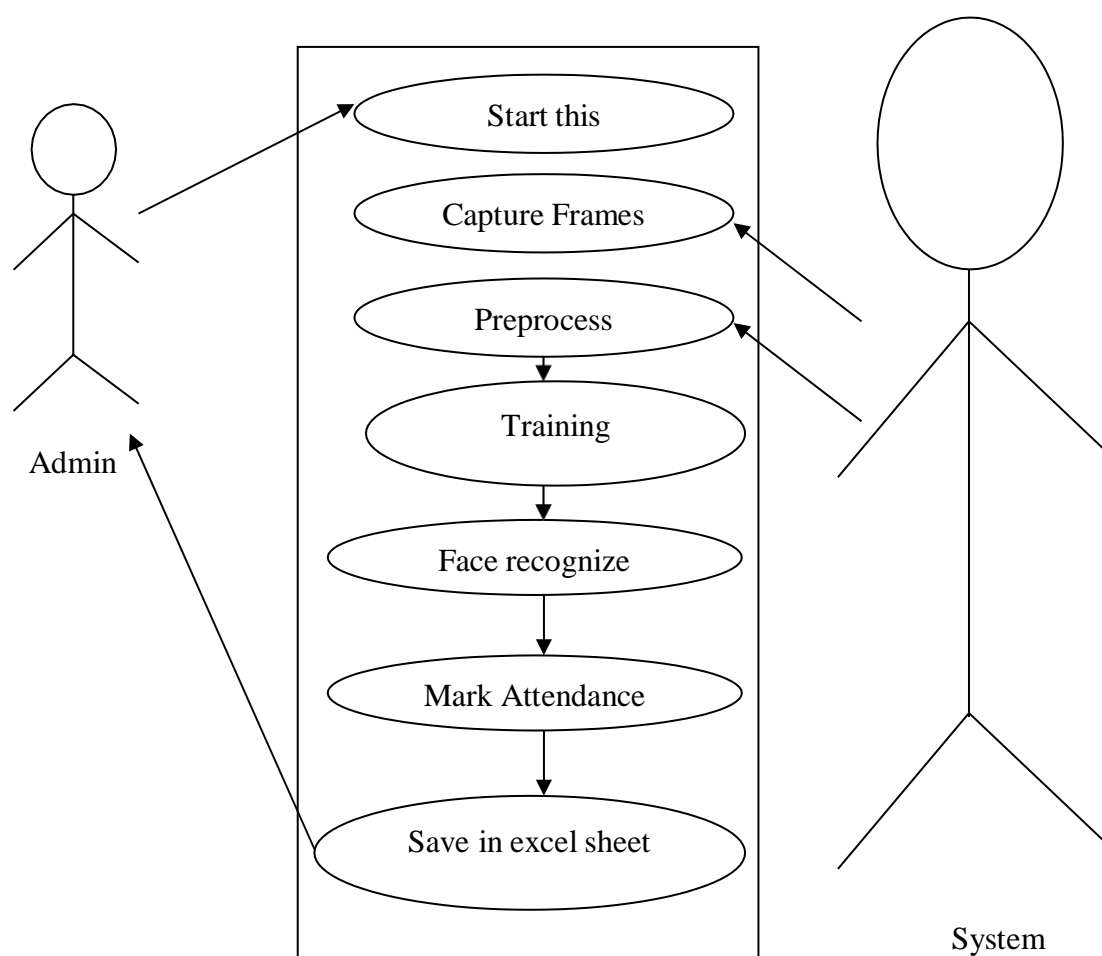 Start this
Capture Frames
Preprocess
Training
Admin
Face recognize
Mark Attendance
Save in excel sheet
System